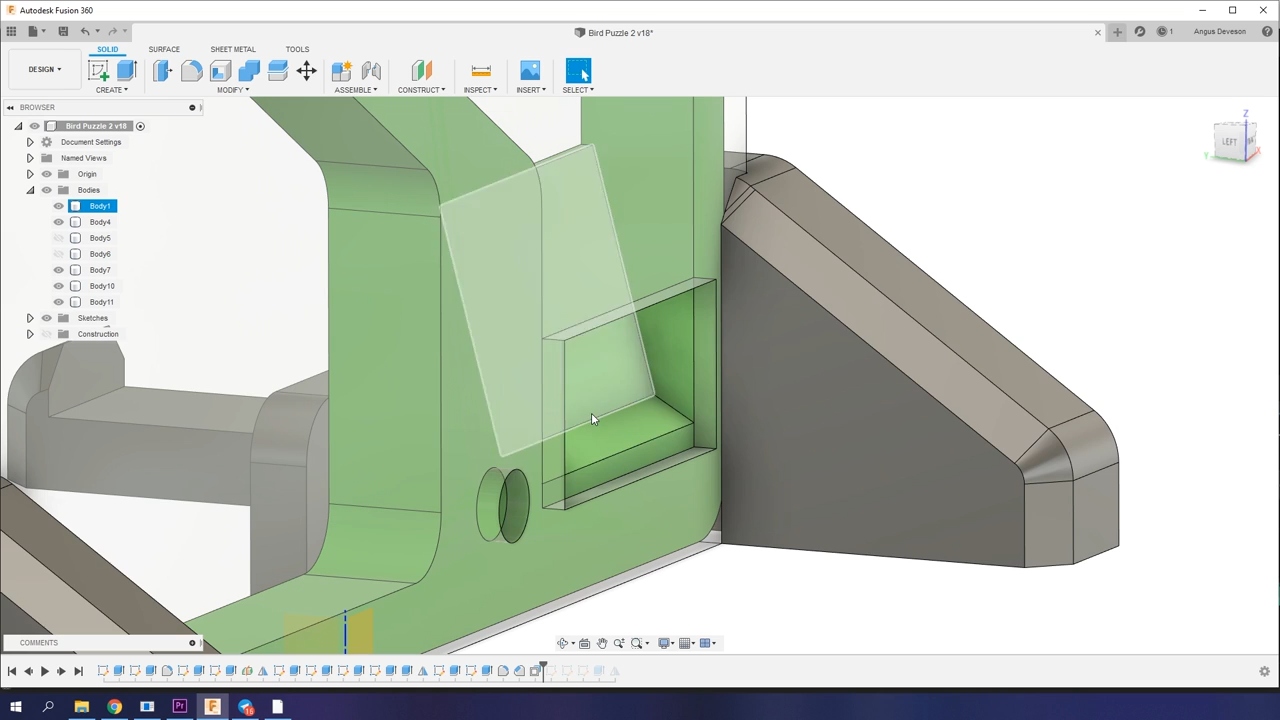 Autodesk Fusion 360
Bird Puzzle 2 v18*
1
Angus Deveson
DESIGN
SOLID
SURFACE
SHEET METAL
TOOLS
CREATE
MODIFY
ASSEMBLE
CONSTRUCT
INSPECT
INSERT
SELECT
BROWSER
Bird Puzzle 2 v18
Document Settings
Named Views
Origin
Bodies
Body1
Body4
Body5
Body6
Body7
Body10
Body11
Sketches
Construction
Z
LEFT
Y
X
COMMENTS
Pr